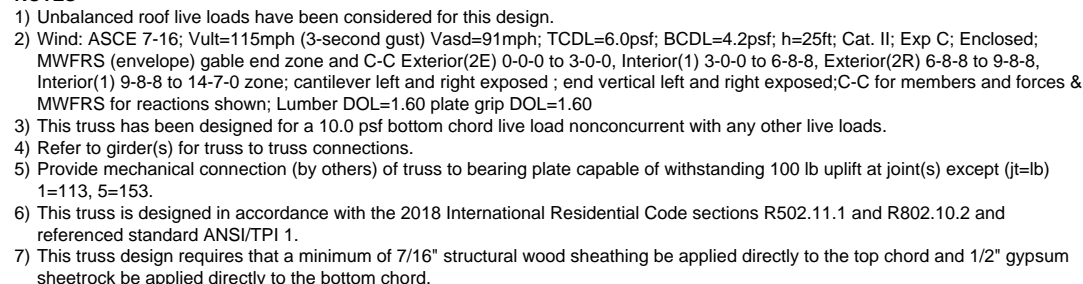 NOTES
1) Unbalanced roof live loads have been considered for this design.
2) Wind: ASCE 7-16; Vult=115mph (3-second gust) Vasd=91mph; TCDL=6.0psf; BCDL=4.2psf; h=25ft; Cat. II; Exp C; Enclosed;
MWFRS (envelope) gable end zone and C-C Exterior(2E) 0-0-0 to 3-0-0, Interior(1) 3-0-0 to 6-8-8, Exterior(2R) 6-8-8 to 9-8-8,
Interior(1) 9-8-8 to 14-7-0 zone; cantilever left and right exposed ; end vertical left and right exposed;C-C for members and forces &
MWFRS for reactions shown; Lumber DOL=1.60 plate grip DOL=1.60
3) This truss has been designed for a 10.0 psf bottom chord live load nonconcurrent with any other live loads.
4) Refer to girder(s) for truss to truss connections.
5) Provide mechanical connection (by others) of truss to bearing plate capable of withstanding 100 lb uplift at joint(s) except (jt=lb)
1=113, 5=153.
6) This truss is designed in accordance with the 2018 International Residential Code sections R502.11.1 and R802.10.2 and
referenced standard ANSI/TPI 1.
7) This truss design requires that a minimum of 7/16" structural wood sheathing be applied directly to the top chord and 1/2" gypsum
sheetrock be applied directly to the bottom chord.